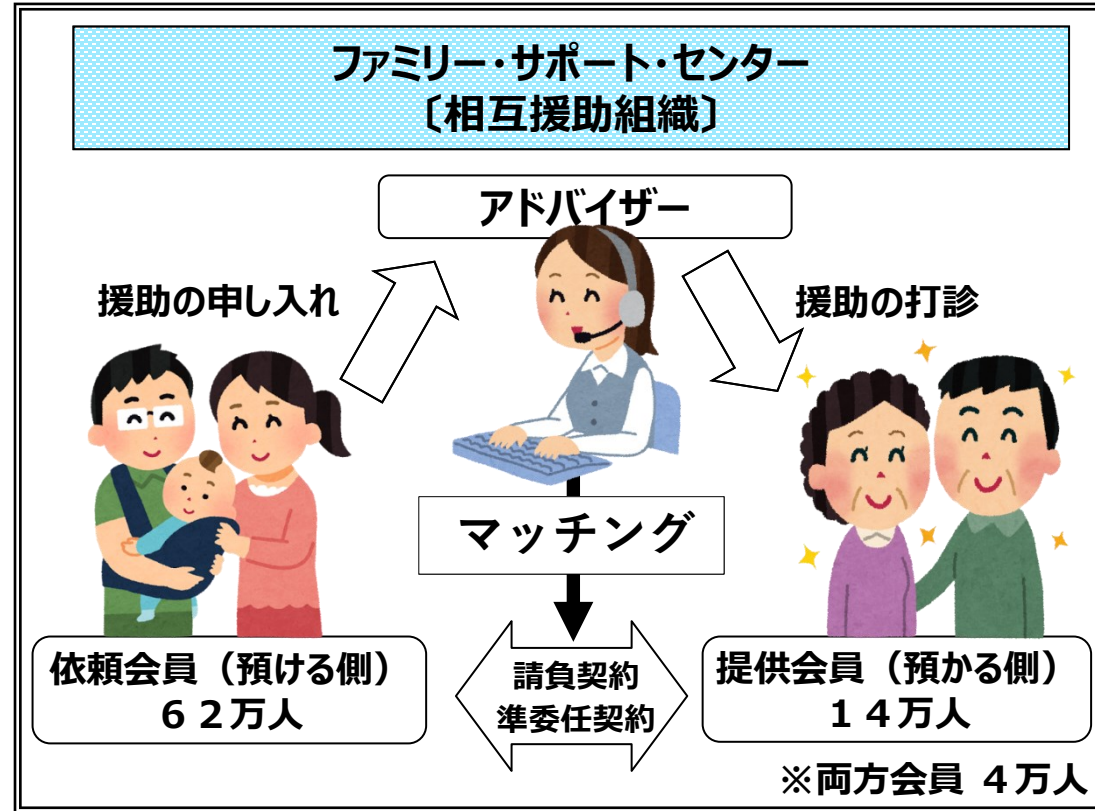 ファミリー・サポート・センター
〔相互援助組織〕
アドバイザー
援助の申し入れ
援助の打診
マッチング
依頼会員（預ける側）
６２万人
請負契約
準委任契約
提供会員（預かる側）
１４万人
※両方会員 ４万人